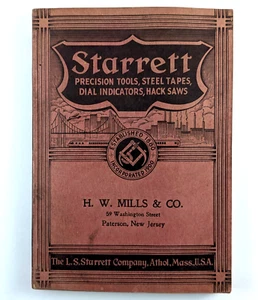 Starrett
PRECISION TOOLS, STEEL TAPES,
DIAL INDICATORS, HACK SAWS
ESTABLISHED 1880
INCORPORATED 1900
H. W. MILLS & CO.
59 Washington Street
Paterson, New Jersey
The L.S. Starrett Company, Athol, Mass., U.S.A.